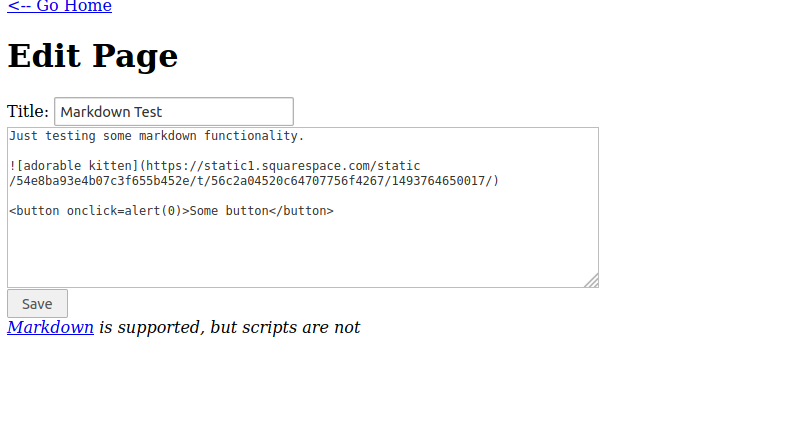 <-- Go Home
Edit Page
Title: Markdown Test
Just testing some markdown functionality.
![adorable kitten](https://static1.squarespace.com/static
/54e8ba93e4b07c3f655b452e/t/56c2a04520c64707756f4267/1493764650017/)
<button onclick=alert(0)>Some button</button>
Save
Markdown is supported, but scripts are not